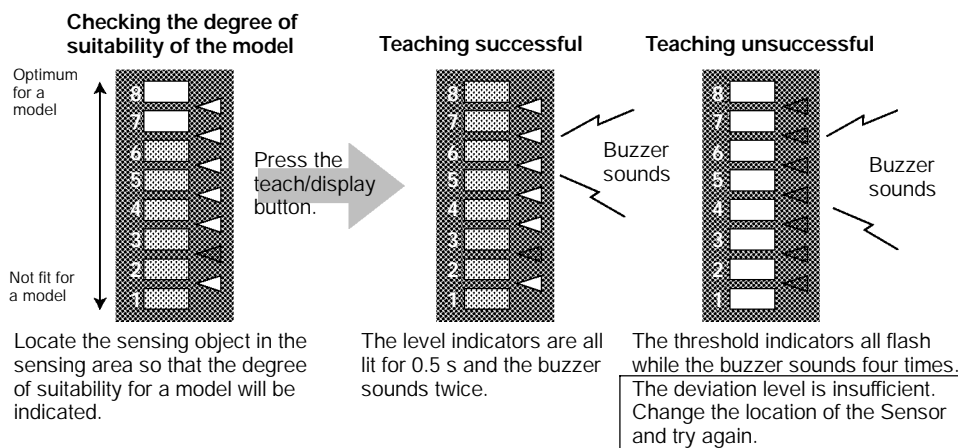 Checking the degree of
suitability of the model
Optimum
for a
model
8
7
6
5
4
3
2
1
Not fit for
a model
Locate the sensing object in the
sensing area so that the degree
of suitability for a model will be
indicated.
Press the
teach/display
button.
Teaching successful
8
7
6
5
4
3
2
1
Buzzer
sounds
The level indicators are all
lit for 0.5 s and the buzzer
sounds twice.
Teaching unsuccessful
8
7
6
5
4
3
2
1
Buzzer
sounds
The threshold indicators all flash
while the buzzer sounds four times.
The deviation level is insufficient.
Change the location of the Sensor
and try again.